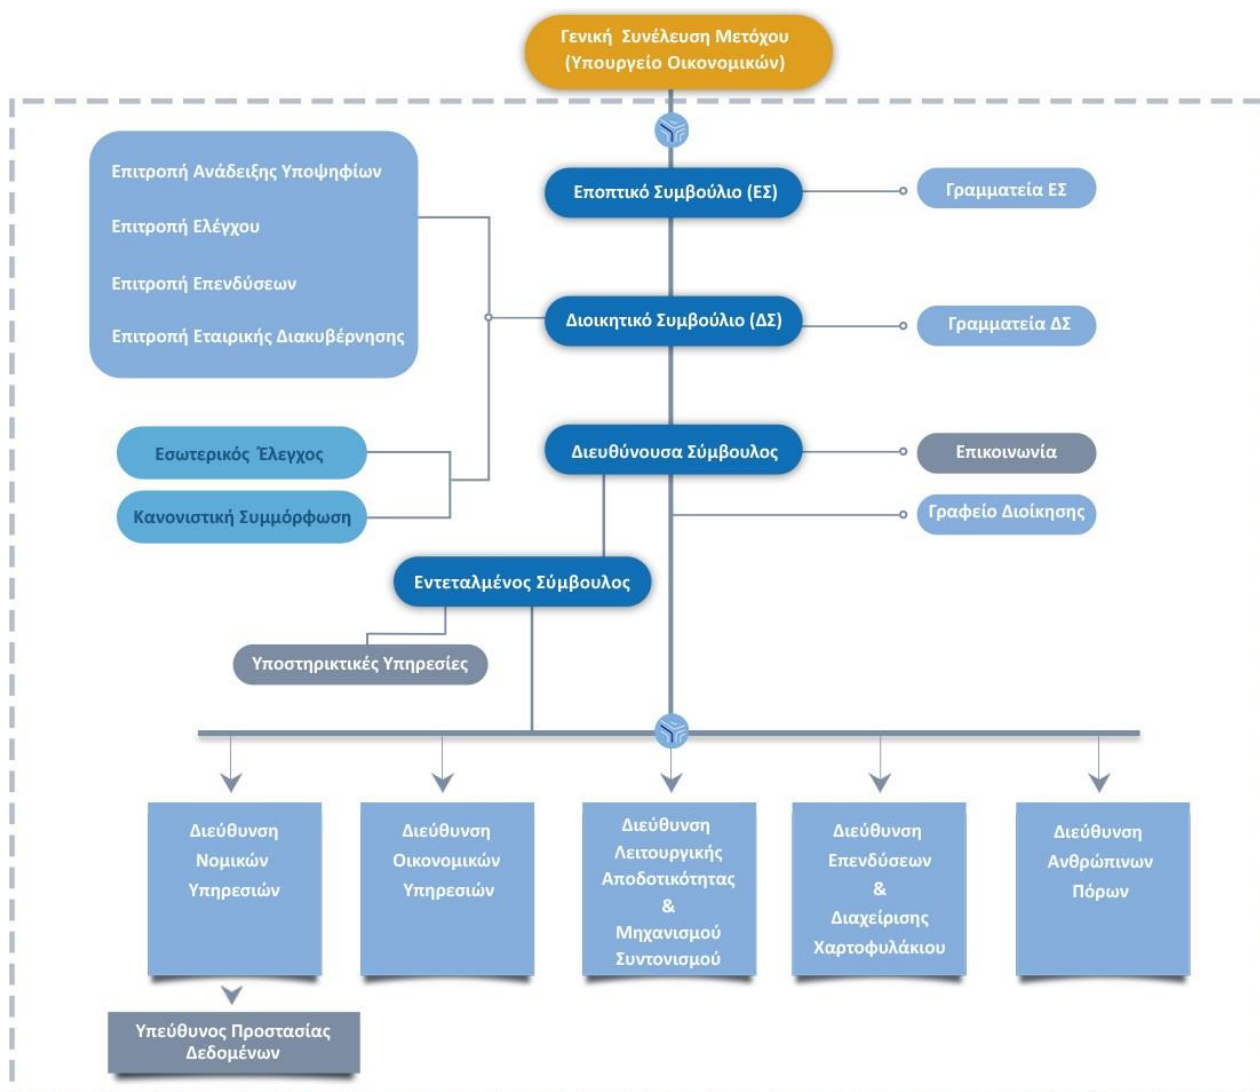 Γενική Συνέλευση Μετόχου
(Υπουργείο Οικονομικών)
Επιτροπή Ανάδειξης Υποψηφίων
Επιτροπή Ελέγχου
Επιτροπή Επενδύσεων
Επιτροπή Εταιρικής Διακυβέρνησης
Εποπτικό Συμβούλιο (ΕΣ)
Γραμματεία ΕΣ
Διοικητικό Συμβούλιο (ΔΣ)
Γραμματεία ΔΣ
Εσωτερικός Έλεγχος
Κανονιστική Συμμόρφωση
Διευθύνουσα Σύμβουλος
Επικοινωνία
Γραφείο Διοίκησης
Εντεταλμένος Σύμβουλος
Υποστηρικτικές Υπηρεσίες
Διεύθυνση
Νομικών
Υπηρεσιών
Διεύθυνση
Οικονομικών
Υπηρεσιών
Διεύθυνση
Λειτουργικής
Αποδοτικότητας
&
Μηχανισμού
Συντονισμού
Διεύθυνση
Επενδύσεων
&
Διαχείρισης
Χαρτοφυλάκιου
Διεύθυνση
Ανθρώπινων
Πόρων
Υπεύθυνος Προστασίας
Δεδομένων